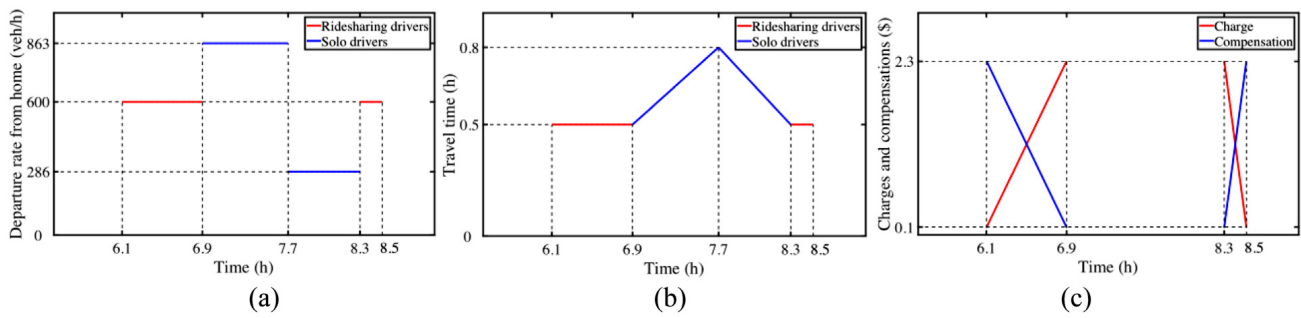 Departure rate from home (veh/h)
863
600
286
0
Ridesharing drivers
Solo drivers
6.1 6.9 7.7 8.3 8.5
Time (h)
(a)
Travel time (h)
0.8
0.5
0
Ridesharing drivers
Solo drivers
6.1 6.9 7.7 8.3 8.5
Time (h)
(b)
Charges and compensations ($)
2.3
0.1
Charge
Compensation
6.1 6.9 8.3 8.5
Time (h)
(c)